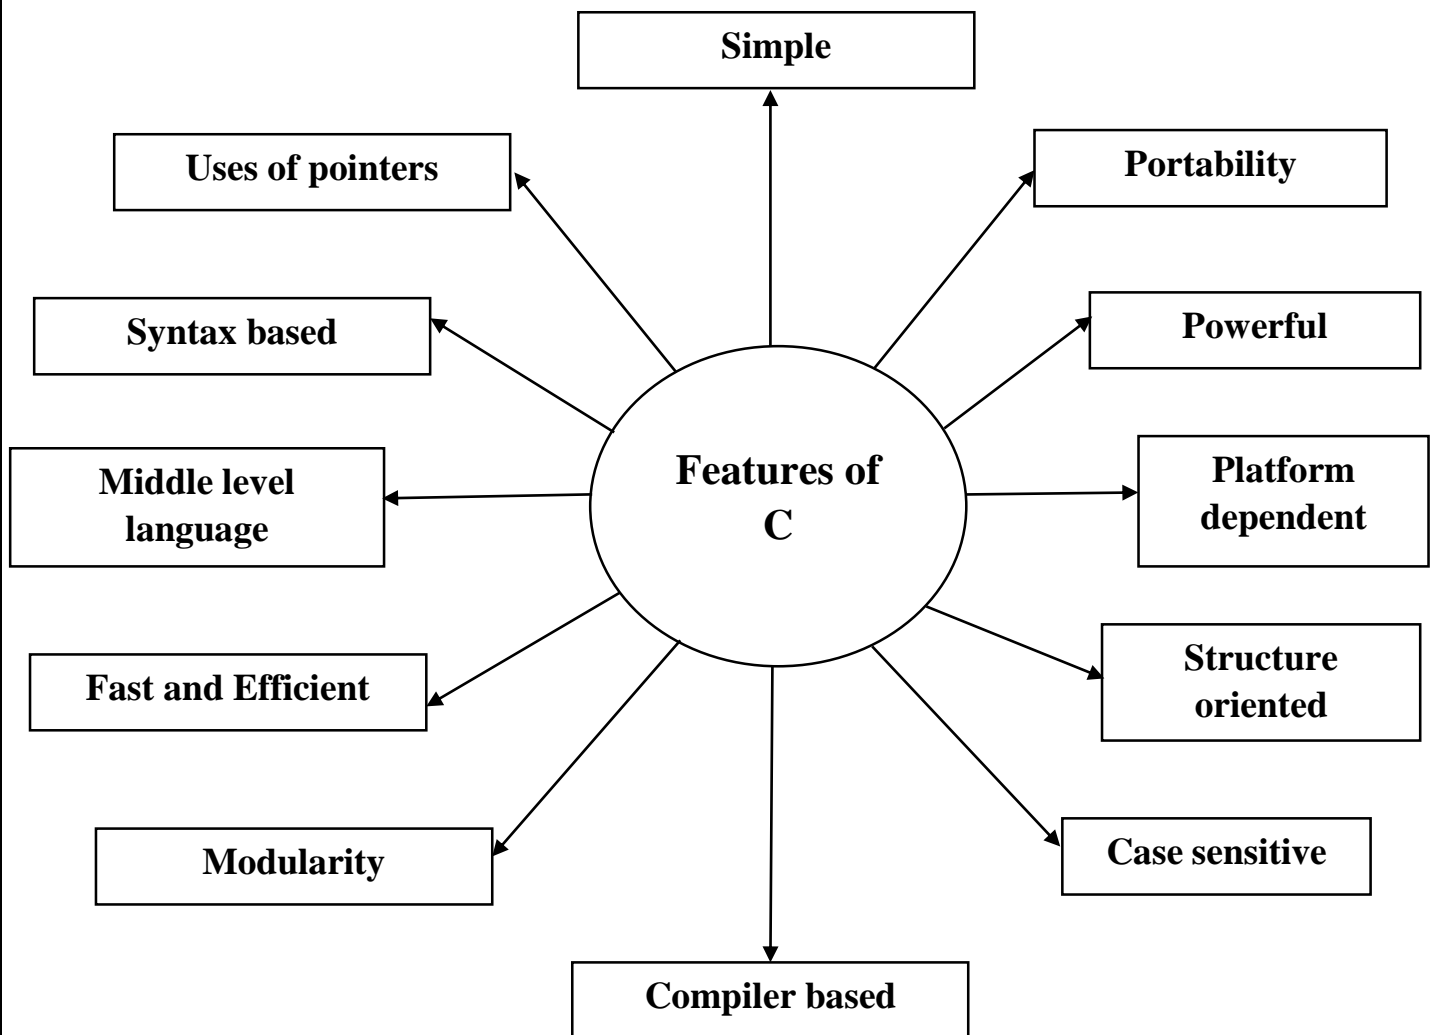 Simple
Uses of pointers
Portability
Syntax based
Powerful
Features of
C
Middle level
language
Platform
dependent
Fast and Efficient
Structure
oriented
Modularity
Case sensitive
Compiler based